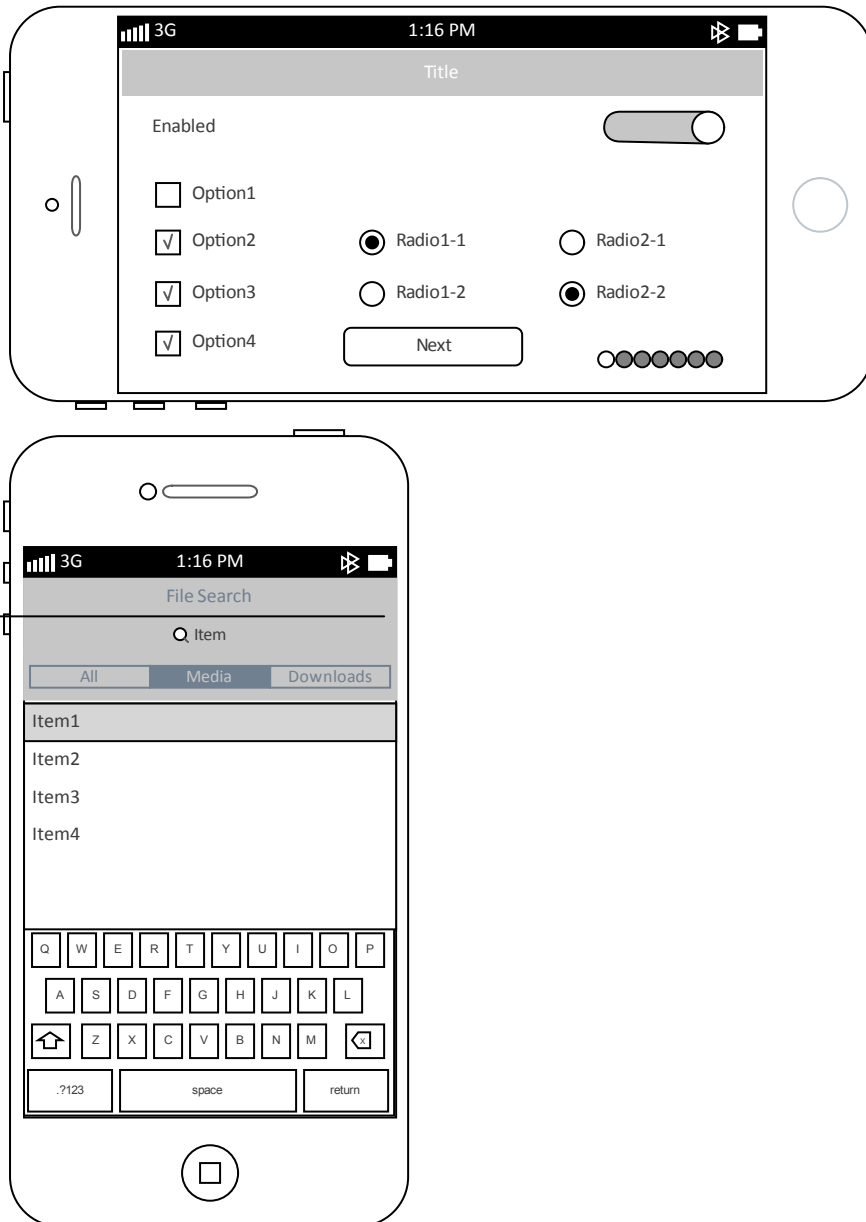 3G 1:16 PM
Title
Enabled
Option1
√ Option2 Radio1-1 Radio2-1
√ Option3 Radio1-2 Radio2-2
√ Option4 Next
3G 1:16 PM
File Search
Item
All Media Downloads
Item1
Item2
Item3
Item4
Q W E R T Y U I O P
A S D F G H J K L
Z X C V B N M X
.?123 space return